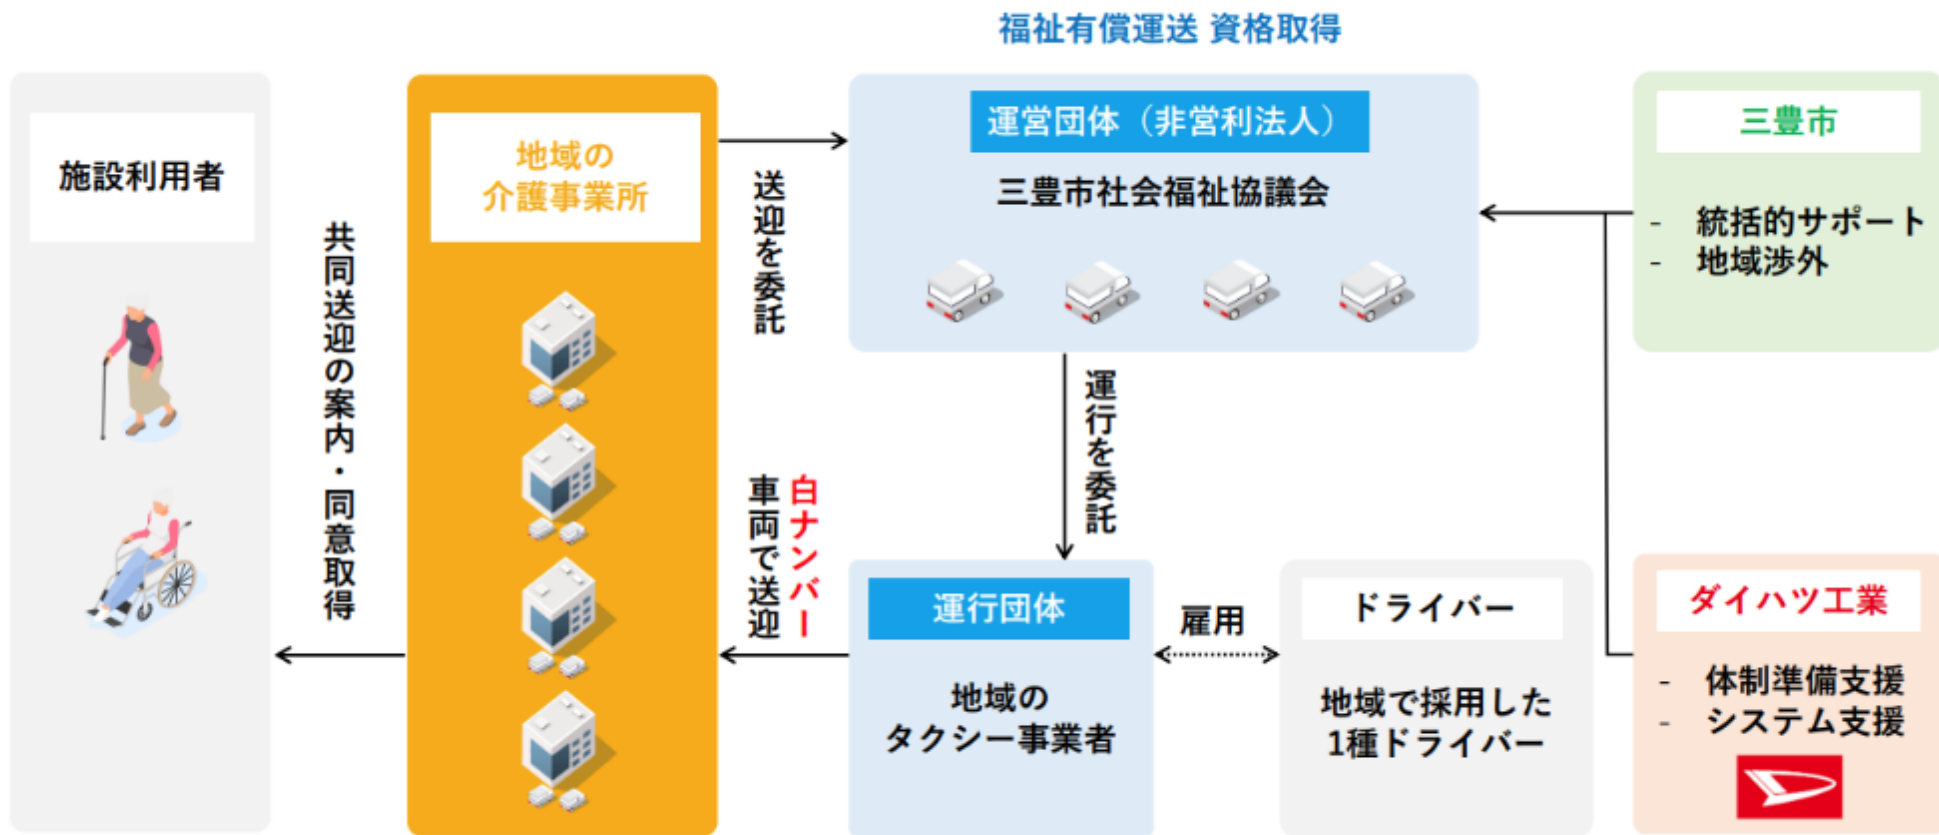 福祉有償運送 資格取得
施設利用者
共同送迎の案内・同意取得
地域の
介護事業所
送迎を委託
白ナンバー
車両で送迎
運営団体（非営利法人）
三豊市社会福祉協議会
運行を委託
運行団体
地域の
タクシー事業者
雇用
ドライバー
地域で採用した
1種ドライバー
三豊市
- 統括的サポート
- 地域渉外
ダイハツ工業
- 体制準備支援
- システム支援